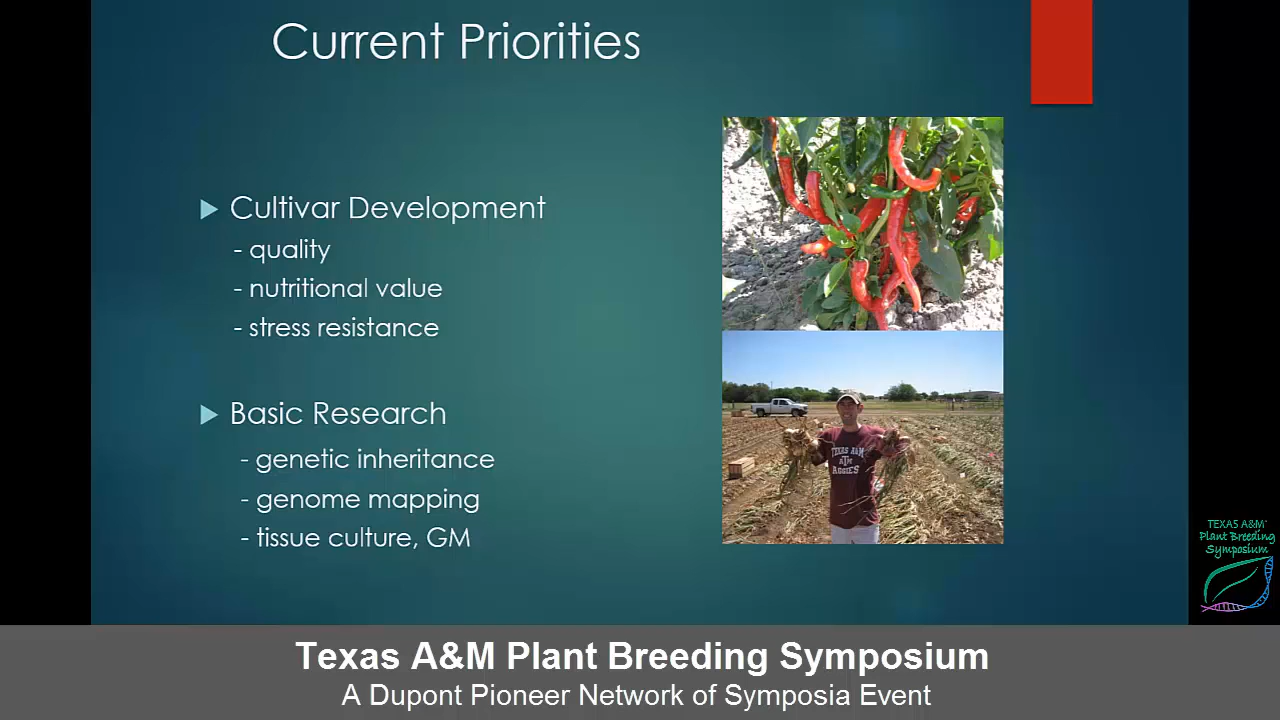 Current Priorities
Cultivar Development
- quality
- nutritional value
- stress resistance
Basic Research
- genetic inheritance
- genome mapping
- tissue culture, GM
TEXAS A&M
ATM
AGGIES
TEXAS A&M
Plant Breeding
Symposium
Texas A&M Plant Breeding Symposium
A Dupont Pioneer Network of Symposia Event